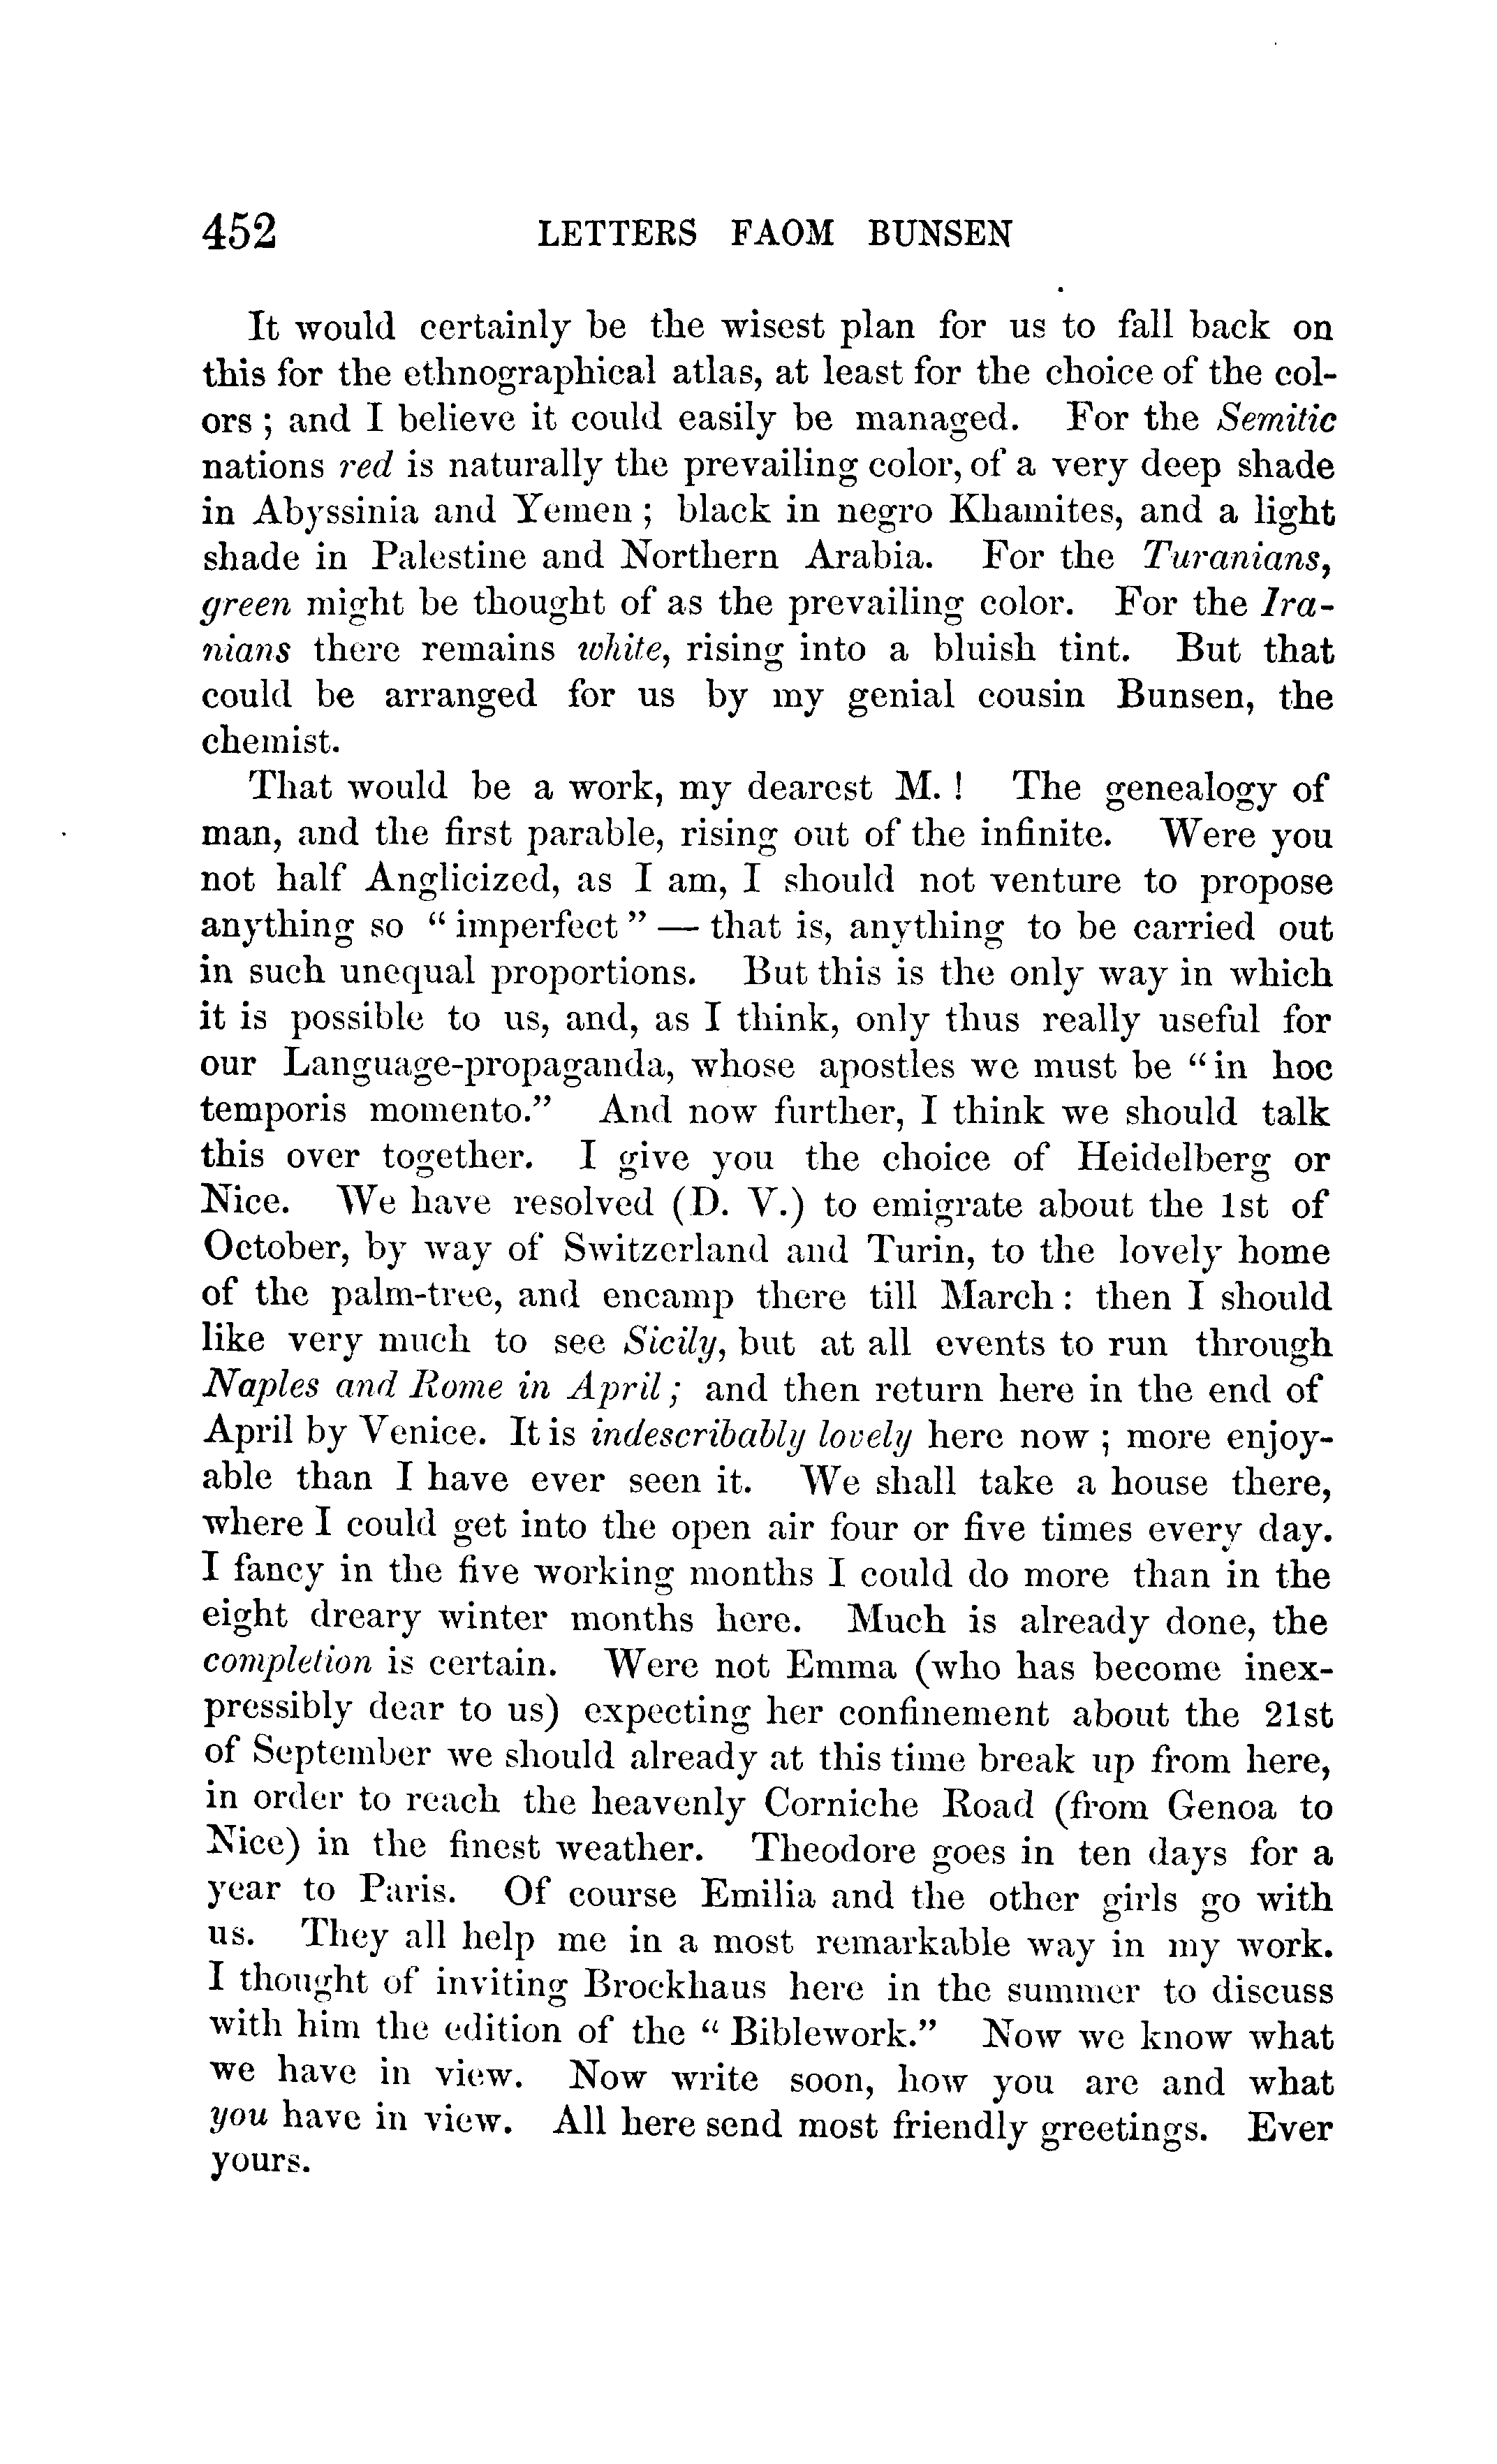 452 LETTERS FAOM BUNSEN
It would certainly be the wisest plan for us to fall back on
this for the ethnographical atlas, at least for the choice of the col-
ors ; and I believe it could easily be managed. For the Semitic
nations red is naturally the prevailing color, of a very deep shade
in Abyssinia and Yemen ; black in negro Khamites, and a light
shade in Palestine and Northern Arabia. For the Turanians,
green might be thought of as the prevailing color. For the Ira-
nians there remains white, rising into a bluish tint. But that
could be arranged for us by my genial cousin Bunsen, the
chemist.
That would be a work, my dearest M. ! The genealogy of
man, and the first parable, rising out of the infinite. Were you
not half Anglicized, as I am, I should not venture to propose
anything so “ imperfect ” — that is, anything to be carried out
in such unequal proportions. But this is the only way in which
it is possible to us, and, as I think, only thus really useful for
our Language-propaganda, whose apostles we must be “ in hoc
temporis momento.” And now further, I think we should talk
this over together. I give you the choice of Heidelberg or
Nice. We have resolved (D. V.) to emigrate about the 1st of
October, by way of Switzerland and Turin, to the lovely home
of the palm-tree, and encamp there till March : then I should
like very much to see Sicily, but at all events to run through
Naples and Rome in April ; and then return here in the end of
April by Venice. It is indescribably lovely here now ; more enjoy-
able than I have ever seen it. We shall take a house there,
where I could get into the open air four or five times every day.
I fancy in the five working months I could do more than in the
eight dreary winter months here. Much is already done, the
completion is certain. Were not Emma (who has become inex-
pressibly dear to us) expecting her confinement about the 21st
of September we should already at this time break up from here,
in order to reach the heavenly Corniche Road (from Genoa to
Nice) in the finest weather. Theodore goes in ten days for a
year to Paris. Of course Emilia and the other girls go with
us. They all help me in a most remarkable way in my work.
I thought of inviting Brockhaus here in the summer to discuss
with him the edition of the “ Biblework.” Now we know what
we have in view. Now write soon, how you are and what
you have in view. All here send most friendly greetings. Ever
yours.